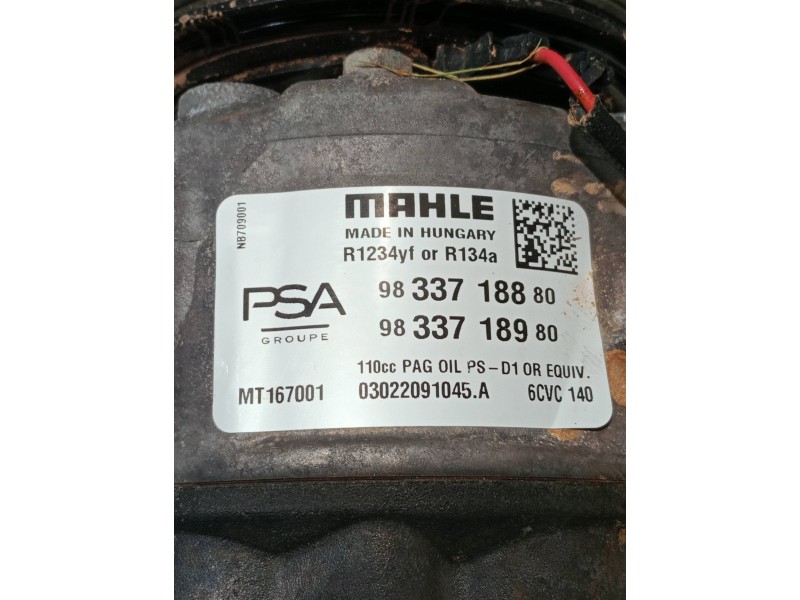 NB709001
MAHLE
MADE IN HUNGARY
R1234yf or R134a
PSA
GROUPE
98 337 188 80
98 337 189 80
110cc PAG OIL PS-D1 OR EQUIV.
MT167001 03022091045.A 6CVC 140